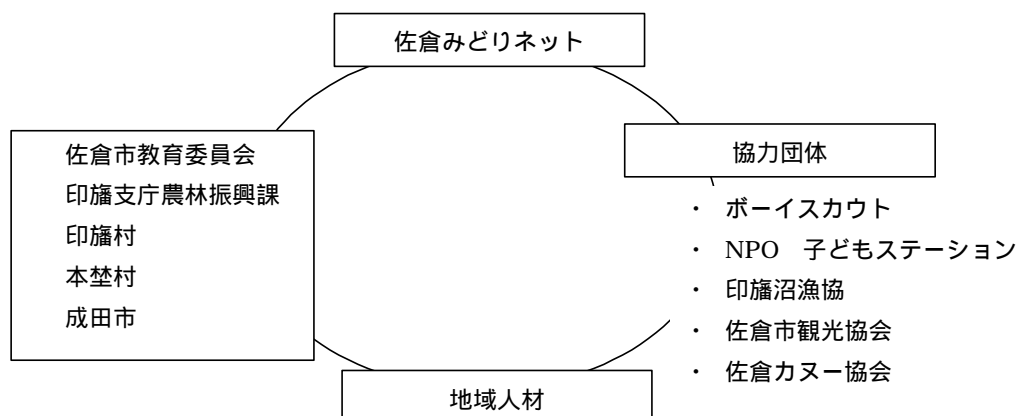 佐倉みどりネット
佐倉市教育委員会
印旛支庁農林振興課
印旛村
本埜村
成田市
協力団体
・ ボーイスカウト
・ NPO 子どもステーション
・ 印旛沼漁協
・ 佐倉市観光協会
・ 佐倉カヌー協会
地域人材